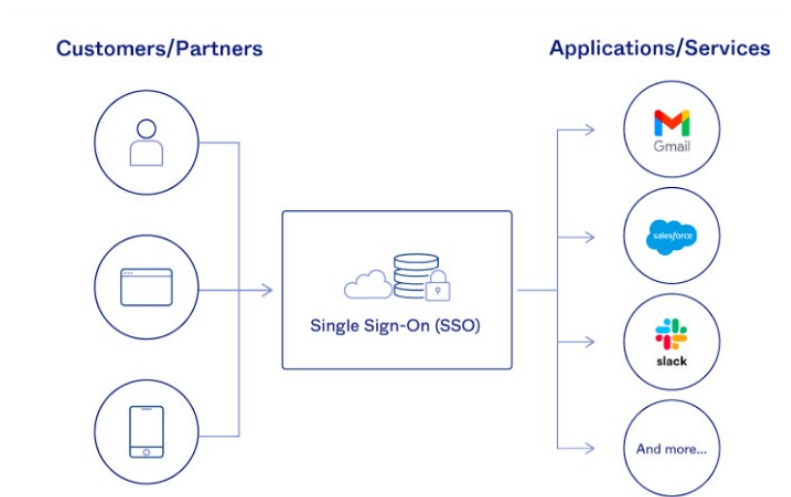 Customers/Partners
Applications/Services
Gmail
salesforce
Single Sign-On (SSO)
slack
And more...